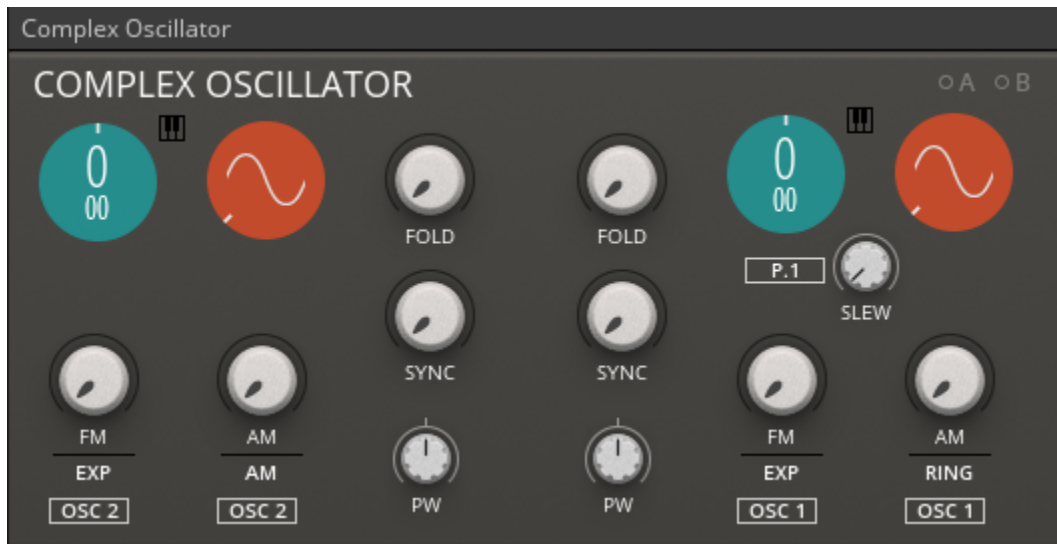 Complex Oscillator
COMPLEX OSCILLATOR
A B
0
00
0
00
FOLD FOLD
P.1
SLEW
SYNC SYNC
FM AM FM AM
EXP AM EXP RING
PW PW
OSC 2 OSC 2 OSC 1 OSC 1